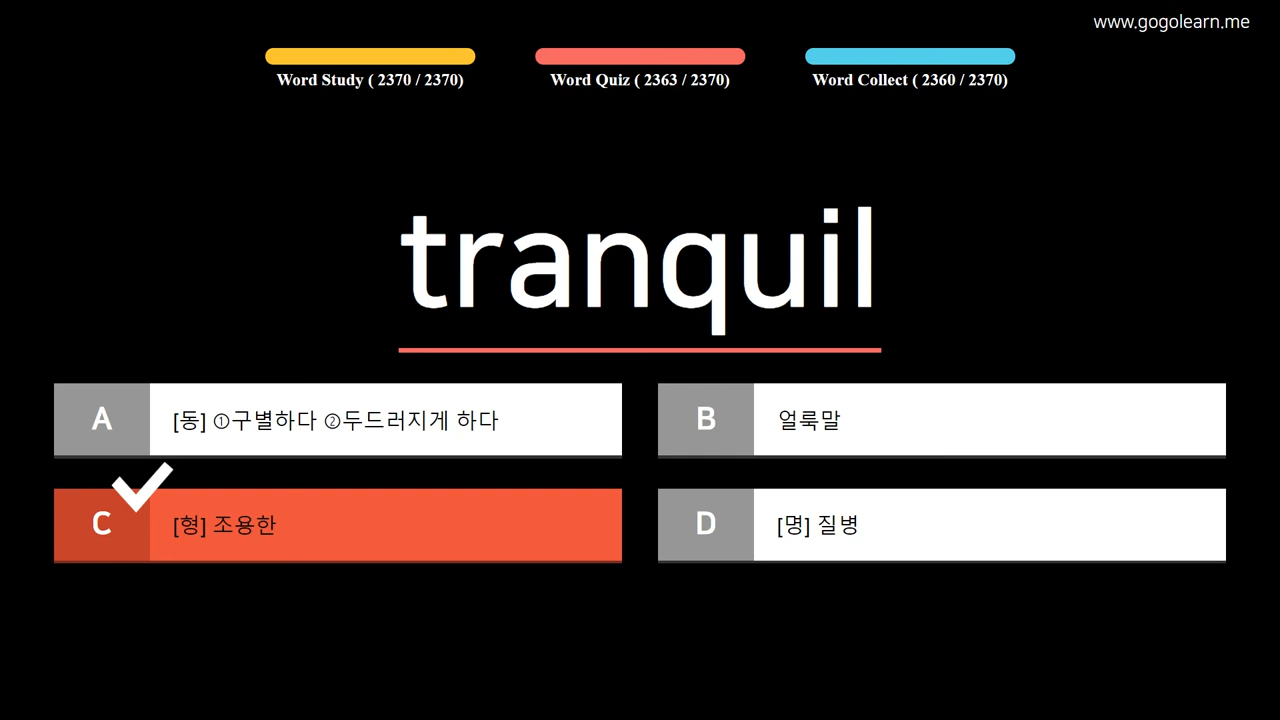 www.gogolearn.me
Word Study ( 2370 / 2370)
Word Quiz ( 2363 / 2370)
Word Collect ( 2360 / 2370)
tranquil
A [동] ①구별하다 ②두드러지게 하다
B 얼룩말
C [형] 조용한
D [명] 질병